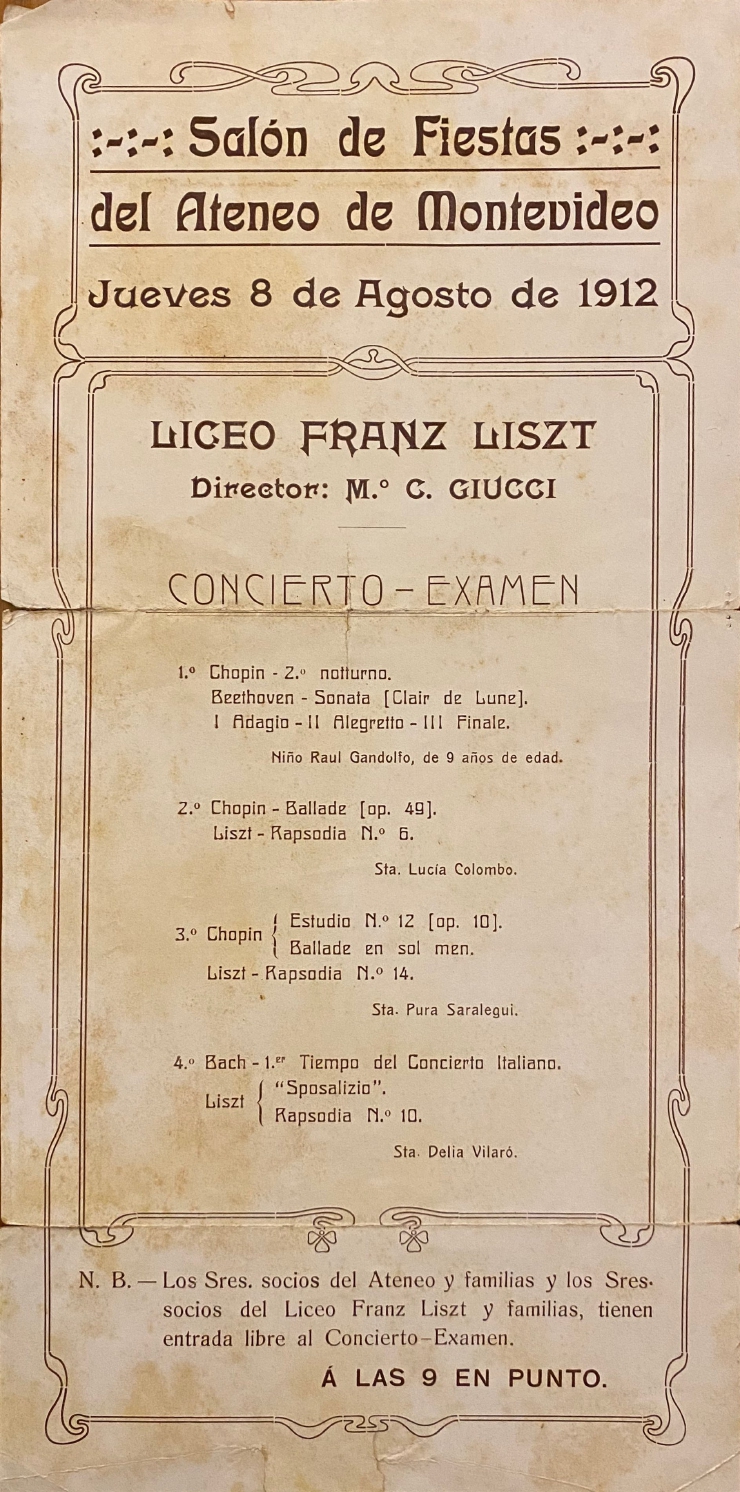 :-:-: Salón de Fiestas :-:-:
del Ateneo de Montevideo
Jueves 8 de Agosto de 1912
LICEO FRANZ LISZT
Director: M.º C. GIUCCI
CONCIERTO – EXAMEN
1.º Chopin - 2.º notturno.
Beethoven - Sonata [Clair de Lune].
I Adagio - II Alegretto - III Finale.
Niño Raul Gandolfo, de 9 años de edad.
2.º Chopin - Ballade [op. 49].
Liszt - Rapsodia N.º 6.
Sta. Lucía Colombo.
3.º Chopin { Estudio N.º 12 [op. 10].
Ballade en sol men.
Liszt - Rapsodia N.º 14.
Sta. Pura Saralegui.
4.º Bach - 1.er Tiempo del Concierto Italiano.
Liszt { "Sposalizio".
Rapsodia N.º 10.
Sta. Delia Vilaró.
N. B. — Los Sres. socios del Ateneo y familias y los Sres.
socios del Liceo Franz Liszt y familias, tienen
entrada libre al Concierto-Examen.
Á LAS 9 EN PUNTO.